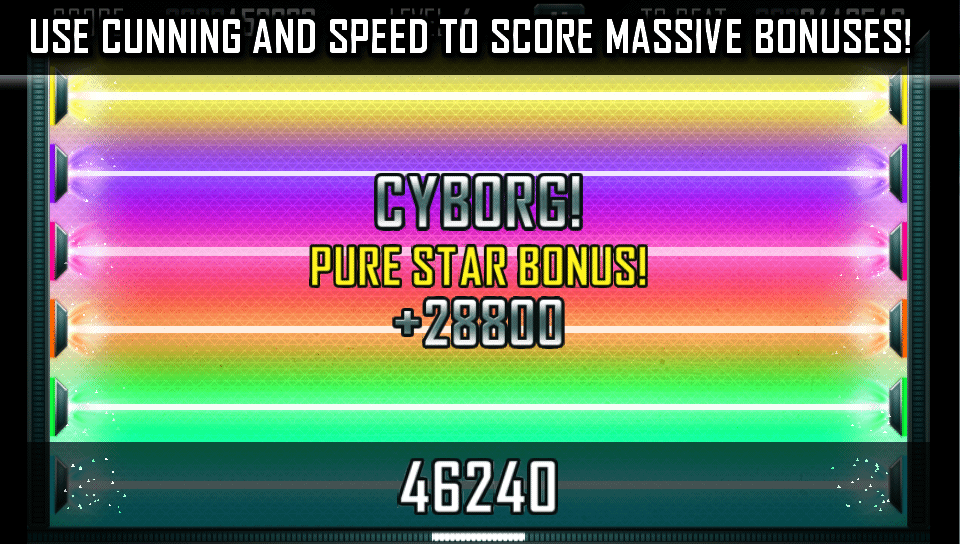 USE CUNNING AND SPEED TO SCORE MASSIVE BONUSES!
CYBORG!
PURE STAR BONUS!
+28800
46240